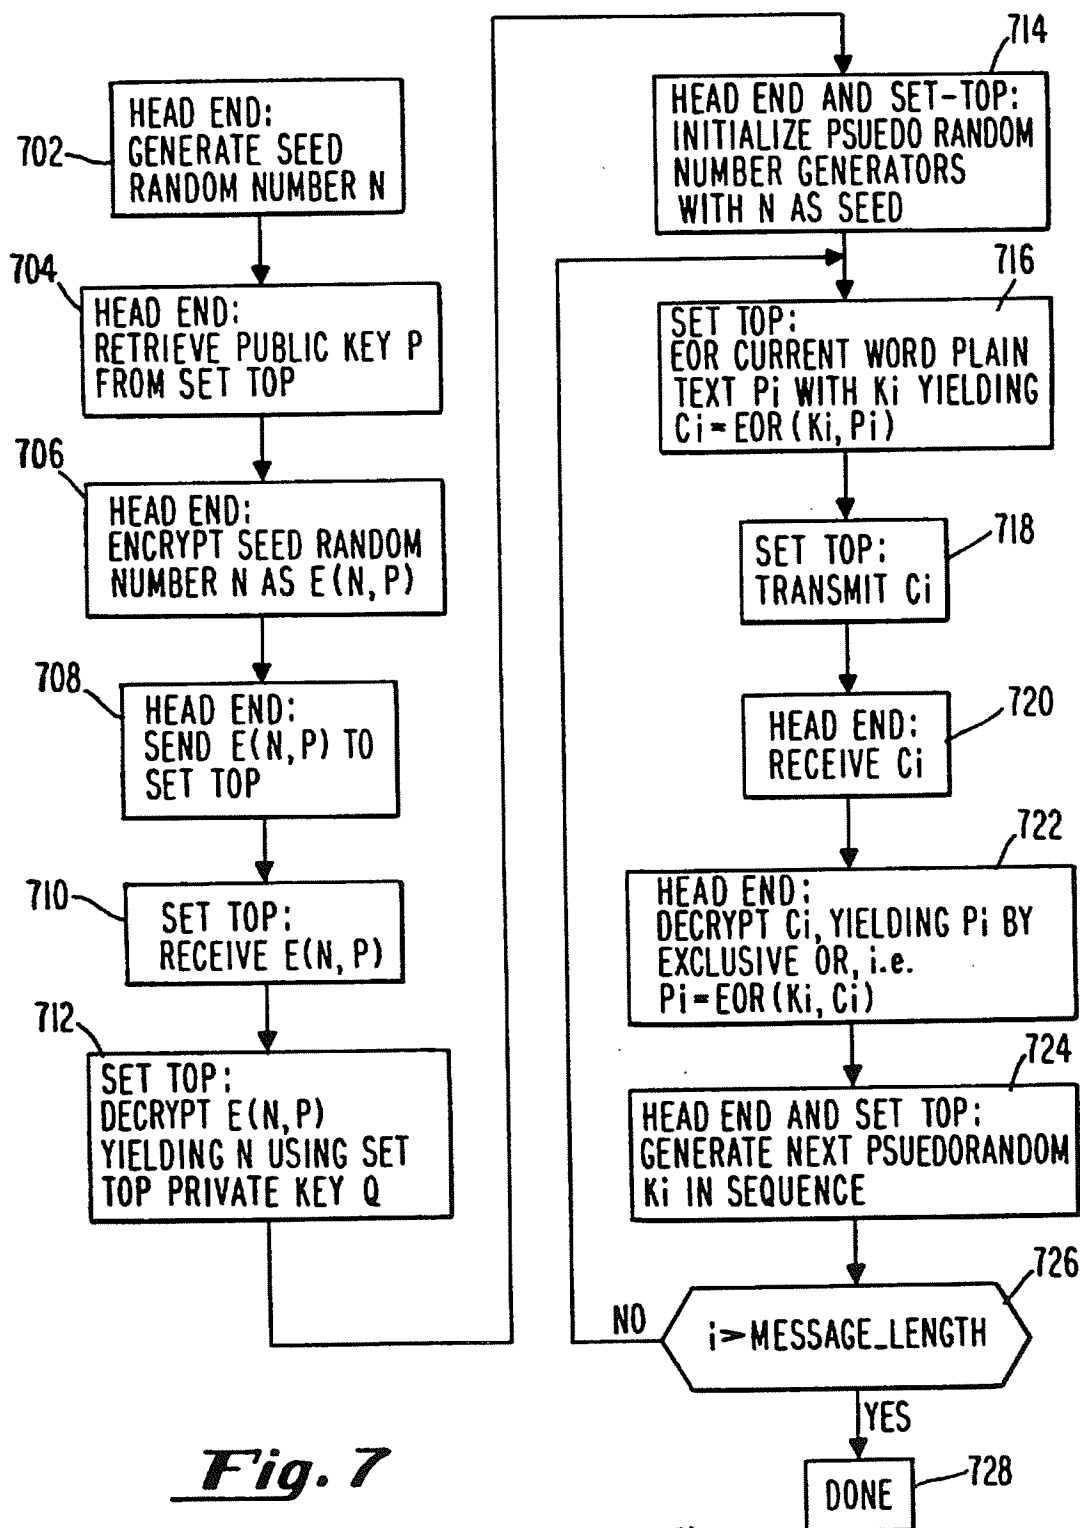 702
HEAD END:
GENERATE SEED
RANDOM NUMBER N
704
HEAD END:
RETRIEVE PUBLIC KEY P
FROM SET TOP
706
HEAD END:
ENCRYPT SEED RANDOM
NUMBER N AS E(N,P)
708
HEAD END:
SEND E(N,P) TO
SET TOP
710
SET TOP:
RECEIVE E(N,P)
712
SET TOP:
DECRYPT E(N,P)
YIELDING N USING SET
TOP PRIVATE KEY Q
714
HEAD END AND SET-TOP:
INITIALIZE PSUEDO RANDOM
NUMBER GENERATORS
WITH N AS SEED
716
SET TOP:
EOR CURRENT WORD PLAIN
TEXT Pi WITH Ki YIELDING
Ci=EOR(Ki,Pi)
718
SET TOP:
TRANSMIT Ci
720
HEAD END:
RECEIVE Ci
722
HEAD END:
DECRYPT Ci, YIELDING Pi BY
EXCLUSIVE OR, i.e.
Pi=EOR(Ki,Ci)
724
HEAD END AND SET TOP:
GENERATE NEXT PSUEDORANDOM
Ki IN SEQUENCE
726
i>MESSAGE_LENGTH
NO
YES
728
DONE
Fig. 7